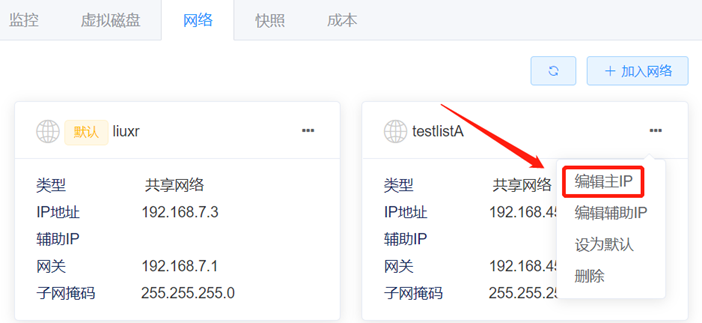 监控 虚拟磁盘 网络 快照 成本
+ 加入网络
默认 liuxr ···
类型 共享网络
IP地址 192.168.7.3
辅助IP
网关 192.168.7.1
子网掩码 255.255.255.0
testlistA ···
类型 共享网络
IP地址 192.168.45
辅助IP
网关 192.168.45
子网掩码 255.255.25
编辑主IP
编辑辅助IP
设为默认
删除